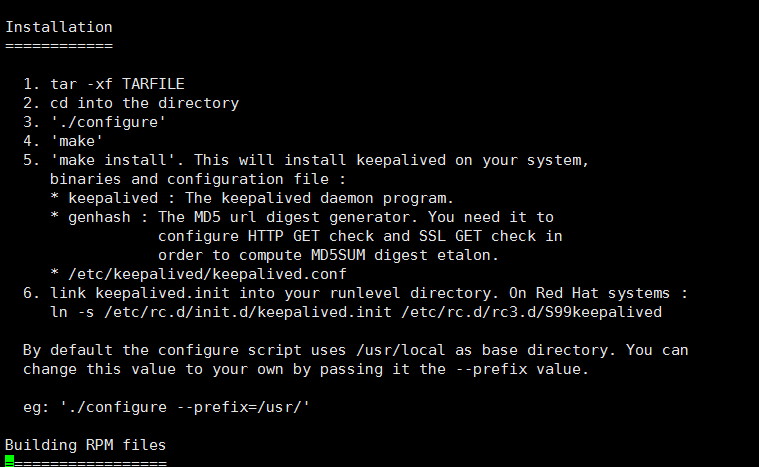 Installation
============
1. tar -xf TARFILE
2. cd into the directory
3. './configure'
4. 'make'
5. 'make install'. This will install keepalived on your system,
binaries and configuration file :
* keepalived : The keepalived daemon program.
* genhash : The MD5 url digest generator. You need it to
configure HTTP GET check and SSL GET check in
order to compute MD5SUM digest etalon.
* /etc/keepalived/keepalived.conf
6. link keepalived.init into your runlevel directory. On Red Hat systems :
ln -s /etc/rc.d/init.d/keepalived.init /etc/rc.d/rc3.d/S99keepalived
By default the configure script uses /usr/local as base directory. You can
change this value to your own by passing it the --prefix value.
eg: './configure --prefix=/usr/'
Building RPM files
==================